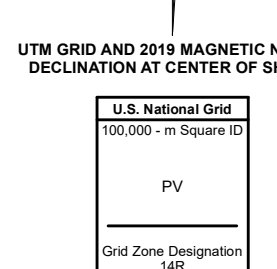 UTM GRID AND 2019 MAGNETIC N
DECLINATION AT CENTER OF SH
U.S. National Grid
100,000 - m Square ID
PV
Grid Zone Designation
14R